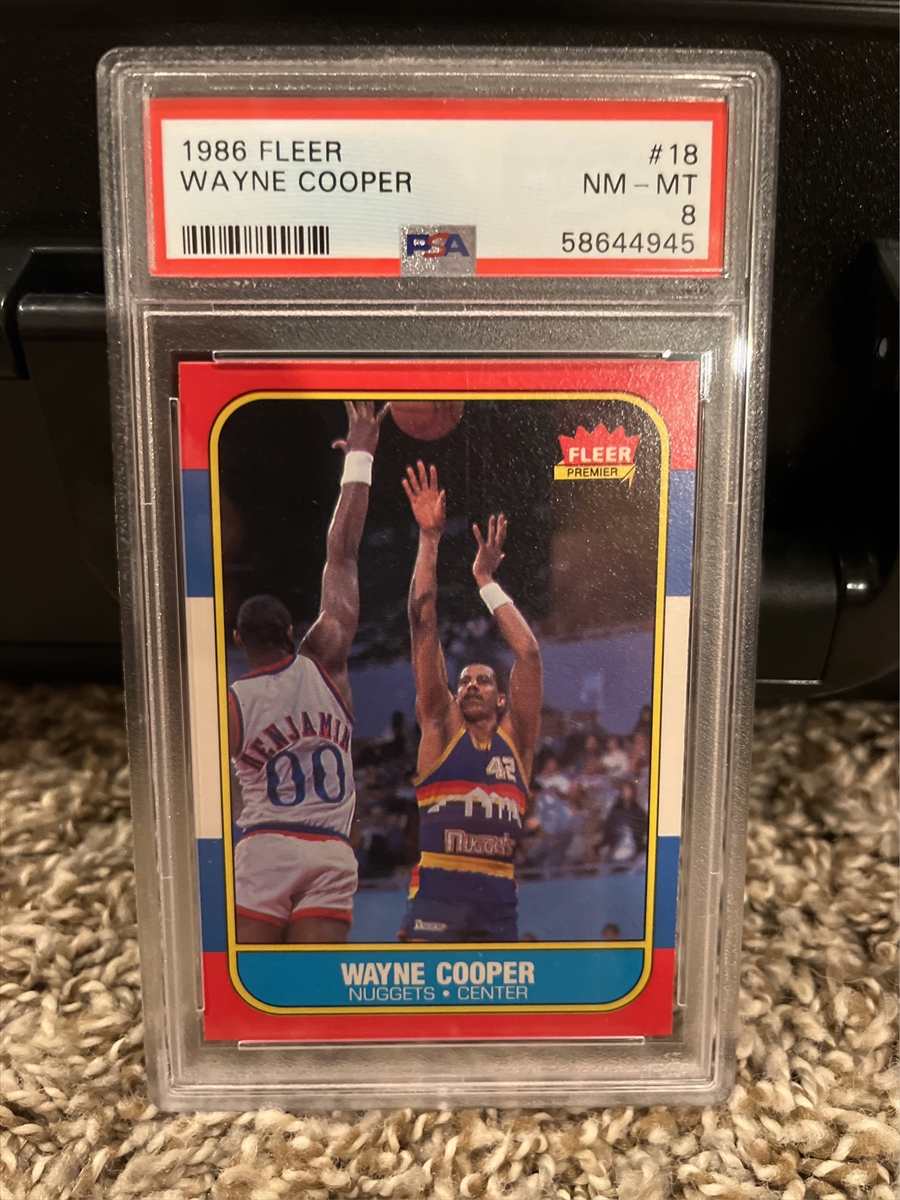 1986 FLEER #18
WAYNE COOPER NM - MT
8
PSA 58644945
FLEER
PREMIER
BENJAMIN
00
42
NUGGETS
WAYNE COOPER
NUGGETS • CENTER